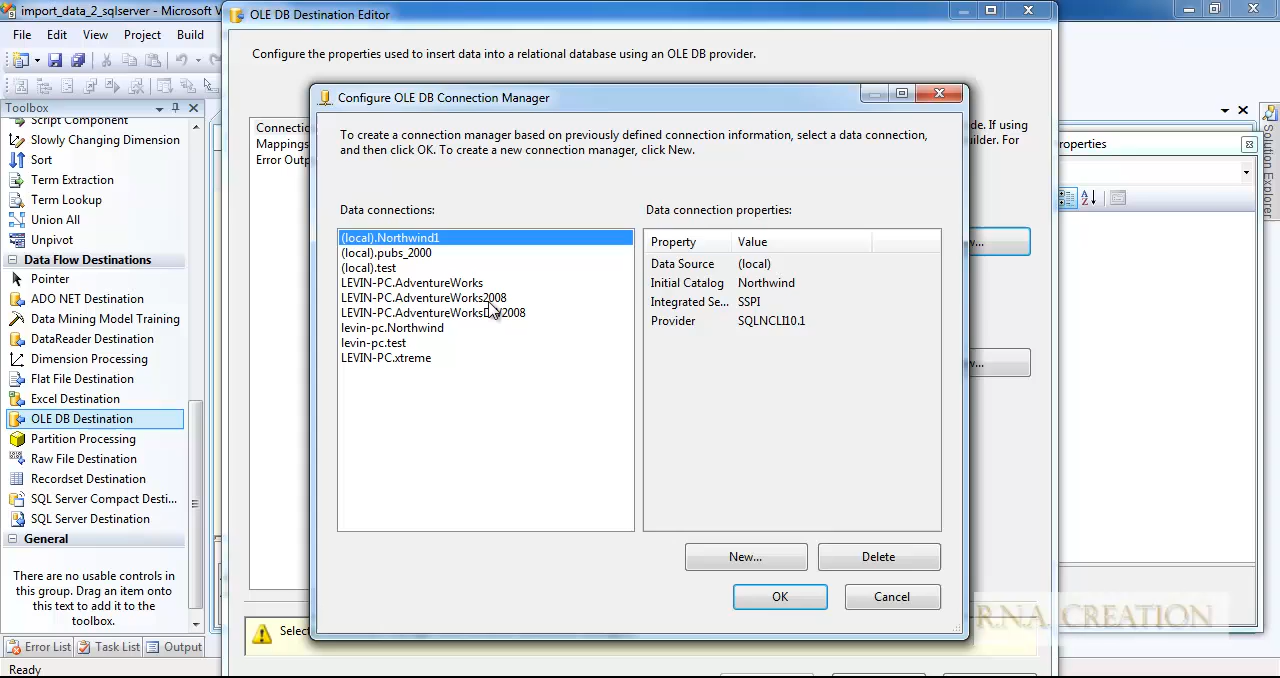 import_data_2_sqlserver - Microsoft V
File Edit View Project Build
Toolbox
Script Component
Slowly Changing Dimension
Sort
Term Extraction
Term Lookup
Union All
Unpivot
Data Flow Destinations
Pointer
ADO NET Destination
Data Mining Model Training
DataReader Destination
Dimension Processing
Flat File Destination
Excel Destination
OLE DB Destination
Partition Processing
Raw File Destination
Recordset Destination
SQL Server Compact Desti...
SQL Server Destination
General
There are no usable controls in
this group. Drag an item onto
this text to add it to the
toolbox.
Error List Task List Output
Ready
OLE DB Destination Editor
Configure the properties used to insert data into a relational database using an OLE DB provider.
Connectio
Mappings
Error Outp
de. If using
uilder. For
w...
w...
Selec
Configure OLE DB Connection Manager
To create a connection manager based on previously defined connection information, select a data connection,
and then click OK. To create a new connection manager, click New.
Data connections:
(local).Northwind1
(local).pubs_2000
(local).test
LEVIN-PC.AdventureWorks
LEVIN-PC.AdventureWorks2008
LEVIN-PC.AdventureWorksDW2008
levin-pc.Northwind
levin-pc.test
LEVIN-PC.xtreme
Data connection properties:
Property Value
Data Source (local)
Initial Catalog Northwind
Integrated Se... SSPI
Provider SQLNCLI10.1
New... Delete
OK Cancel
roperties
Solution Explorer
R.N.A. CREATION